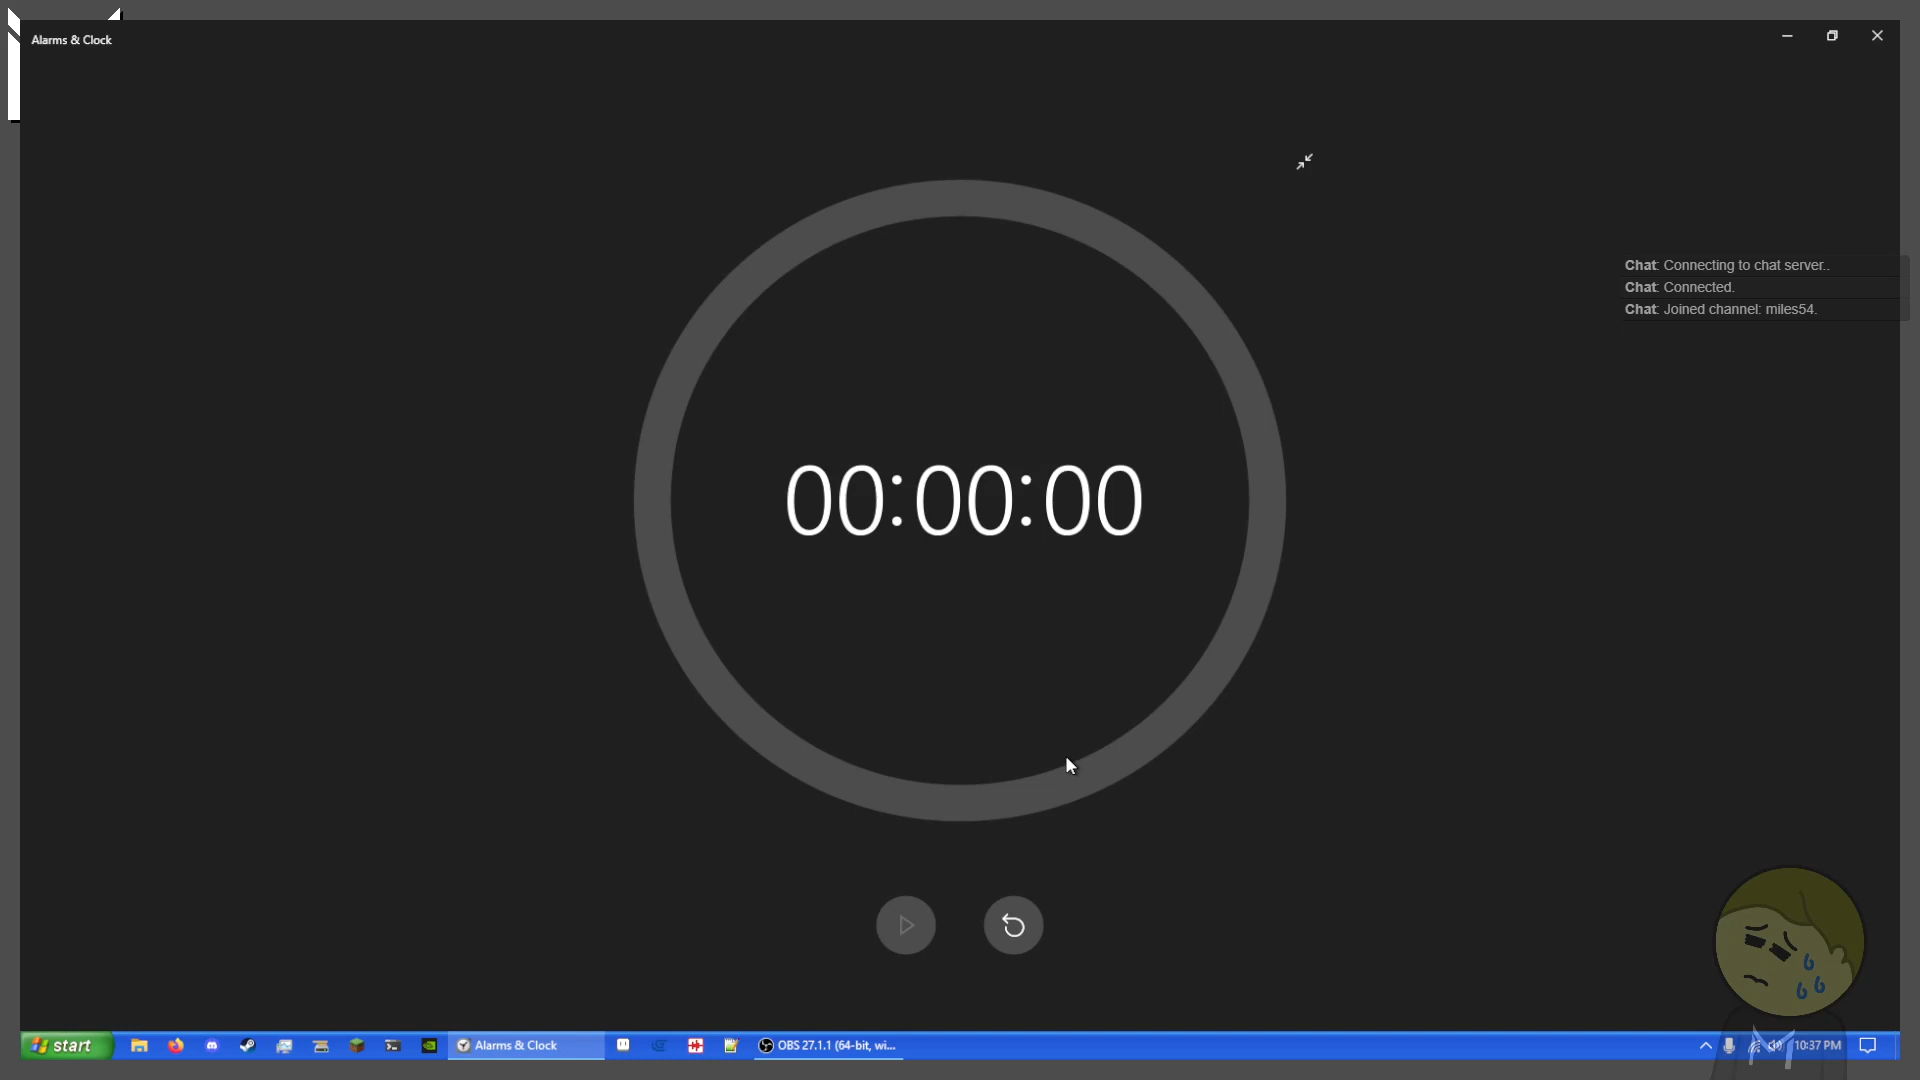 Alarms & Clock
Chat: Connecting to chat server..
Chat: Connected.
Chat: Joined channel: miles54.
00:00:00
start
Alarms & Clock
OBS 27.1.1 (64-bit, wi...
10:37 PM